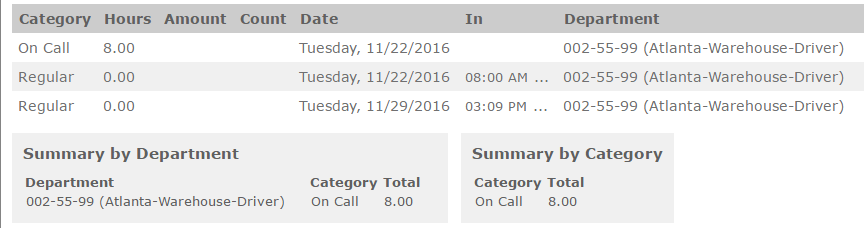 Category Hours Amount Count Date In Department
On Call 8.00 Tuesday, 11/22/2016 002-55-99 (Atlanta-Warehouse-Driver)
Regular 0.00 Tuesday, 11/22/2016 08:00 AM ... 002-55-99 (Atlanta-Warehouse-Driver)
Regular 0.00 Tuesday, 11/29/2016 03:09 PM ... 002-55-99 (Atlanta-Warehouse-Driver)
Summary by Department
Department Category Total
002-55-99 (Atlanta-Warehouse-Driver) On Call 8.00
Summary by Category
Category Total
On Call 8.00